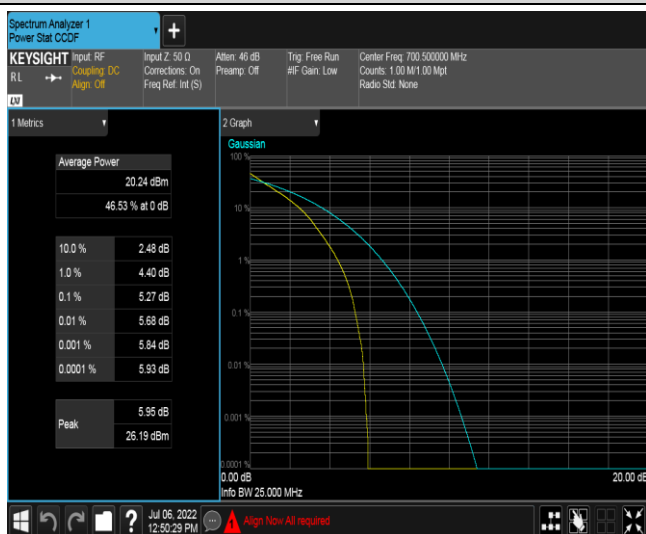 Spectrum Analyzer 1
Power Stat CCDF
+
KEYSIGHT
RL
LXI
Input: RF
Coupling: DC
Align: Off
Input Z: 50 Ω
Corrections: On
Freq Ref: Int (S)
Atten: 46 dB
Preamp: Off
Trig: Free Run
#IF Gain: Low
Center Freq: 700.500000 MHz
Counts: 1.00 M/1.00 Mpt
Radio Std: None
1 Metrics
Average Power
20.24 dBm
46.53 % at 0 dB
10.0 % 2.48 dB
1.0 % 4.40 dB
0.1 % 5.27 dB
0.01 % 5.68 dB
0.001 % 5.84 dB
0.0001 % 5.93 dB
Peak
5.95 dB
26.19 dBm
2 Graph
Gaussian
100 %
10 %
1 %
0.1 %
0.01 %
0.001 %
0.0001 %
0.00 dB
20.00 dB
Info BW 25.000 MHz
?
Jul 06, 2022
12:50:29 PM
1
Align Now All required